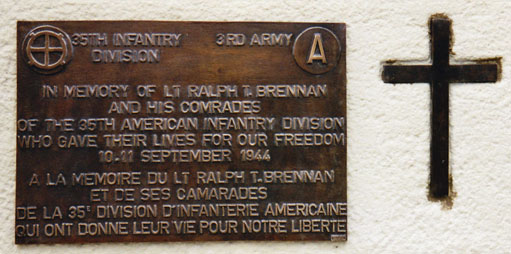 35TH INFANTRY 3RD ARMY A
DIVISION
IN MEMORY OF LT RALPH T. BRENNAN
AND HIS COMRADES
OF THE 35TH AMERICAN INFANTRY DIVISION
WHO GAVE THEIR LIVES FOR OUR FREEDOM
10-11 SEPTEMBER 1944
A LA MEMOIRE DU LT RALPH T. BRENNAN
ET DE SES CAMARADES
DE LA 35E DIVISION D'INFANTERIE AMERICAINE
QUI ONT DONNE LEUR VIE POUR NOTRE LIBERTE